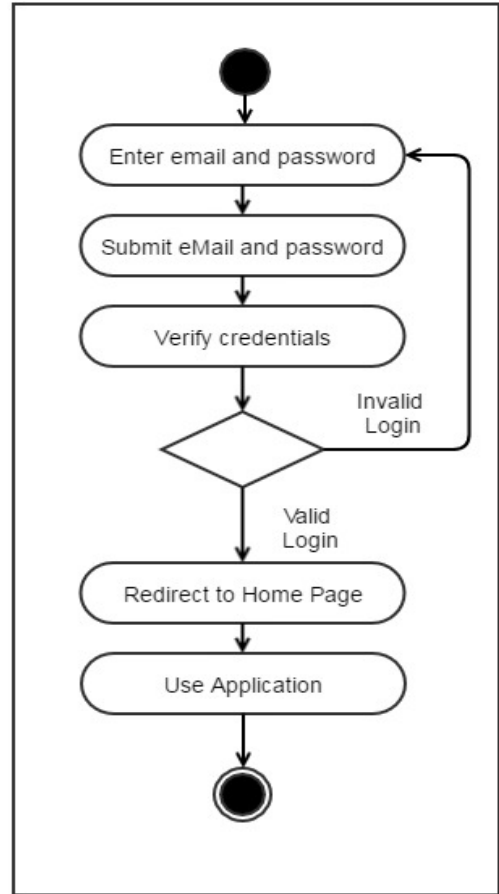 Enter email and password
Submit eMail and password
Verify credentials
Invalid
Login
Valid
Login
Redirect to Home Page
Use Application